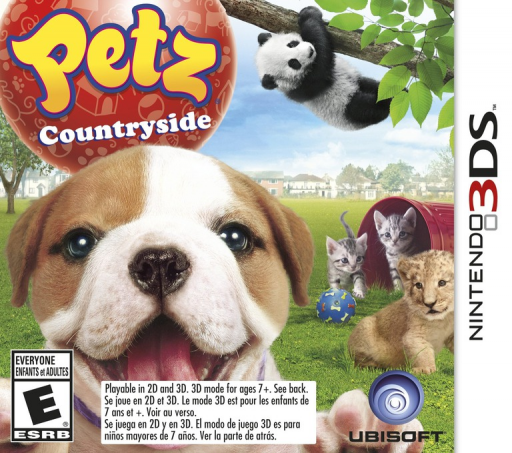 Petz
Countryside
NINTENDO 3DS™
EVERYONE
ENFANTS et ADULTES
E
ESRB
Playable in 2D and 3D. 3D mode for ages 7+. See back.
Se joue en 2D et 3D. Le mode 3D est pour les enfants de
7 ans et +. Voir au verso.
Se juega en 2D y en 3D. El modo de juego 3D es para
niños mayores de 7 años. Ver la parte de atrás.
UBISOFT